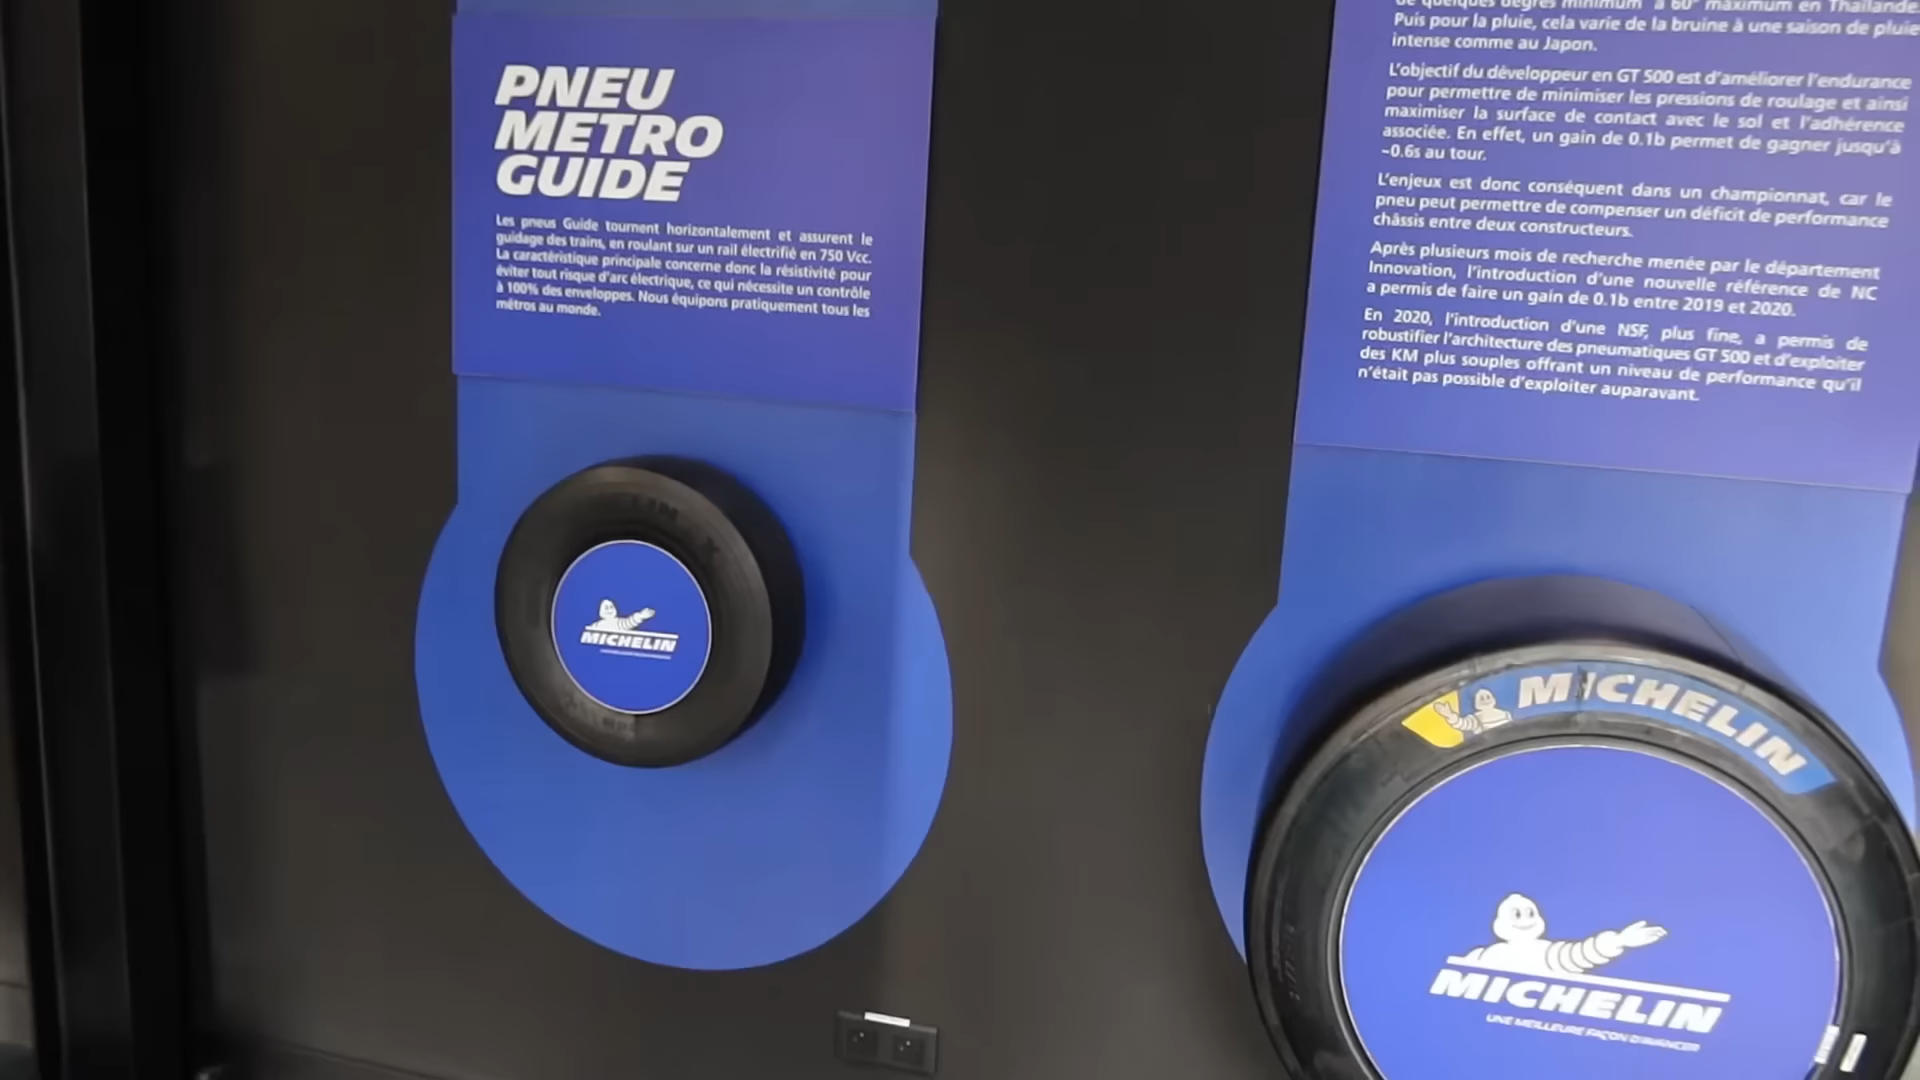 PNEU
METRO
GUIDE
Les pneus Guide tournent horizontalement et assurent le
guidage des trains, en roulant sur un rail électrifié en 750 Vcc.
La caractéristique principale concerne donc la résistivité pour
éviter tout risque d'arc électrique, ce qui nécessite un contrôle
à 100% des enveloppes. Nous équipons pratiquement tous les
métros au monde.
MICHELIN
de quelques degrés minimum à 60° maximum en Thaïlande.
Puis pour la pluie, cela varie de la bruine à une saison de pluie
intense comme au Japon.
L'objectif du développeur en GT 500 est d'améliorer l'endurance
pour permettre de minimiser les pressions de roulage et ainsi
maximiser la surface de contact avec le sol et l'adhérence
associée. En effet, un gain de 0.1b permet de gagner jusqu'à
~0.6s au tour.
L'enjeux est donc conséquent dans un championnat, car le
pneu peut permettre de compenser un déficit de performance
châssis entre deux constructeurs.
Après plusieurs mois de recherche menée par le département
Innovation, l'introduction d'une nouvelle référence de NC
a permis de faire un gain de 0.1b entre 2019 et 2020.
En 2020, l'introduction d'une NSF, plus fine, a permis de
robustifier l'architecture des pneumatiques GT 500 et d'exploiter
des KM plus souples offrant un niveau de performance qu'il
n'était pas possible d'exploiter auparavant.
MICHELIN
MICHELIN
UNE MEILLEURE FAÇON D'AVANCER